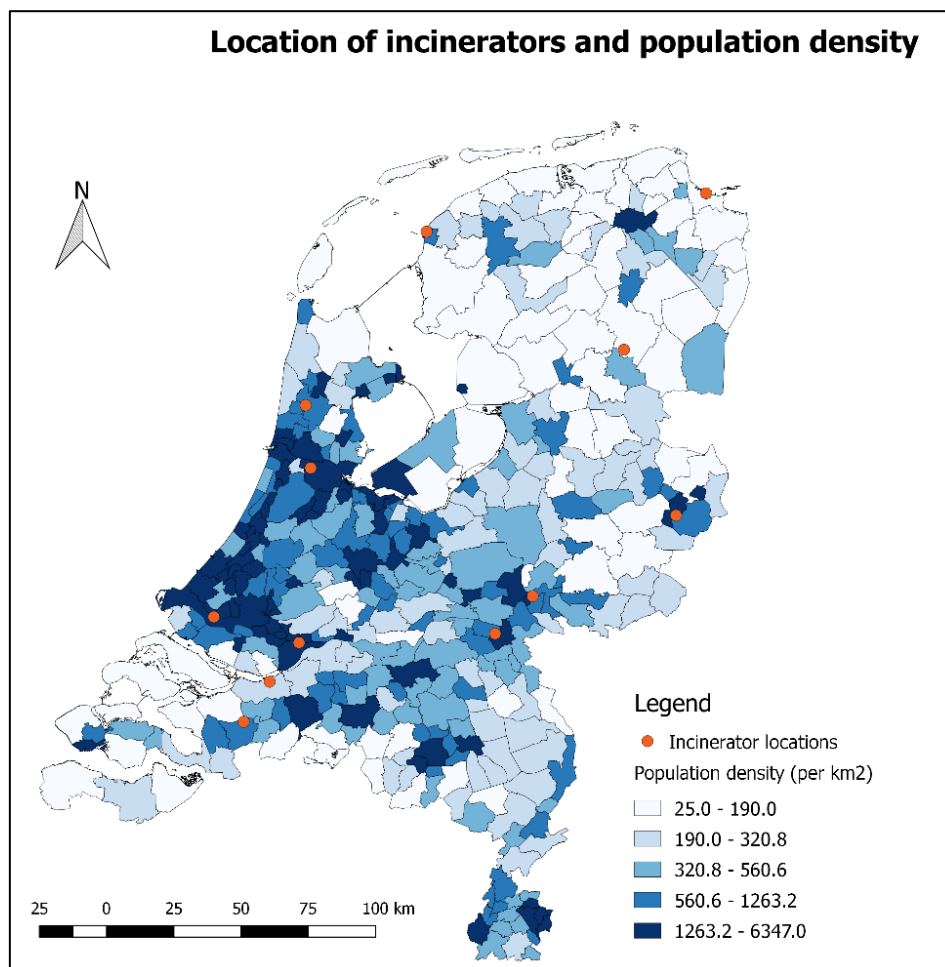 Location of incinerators and population density
N
Legend
Incinerator locations
Population density (per km2)
25.0 - 190.0
190.0 - 320.8
320.8 - 560.6
560.6 - 1263.2
1263.2 - 6347.0
25 0 25 50 75 100 km